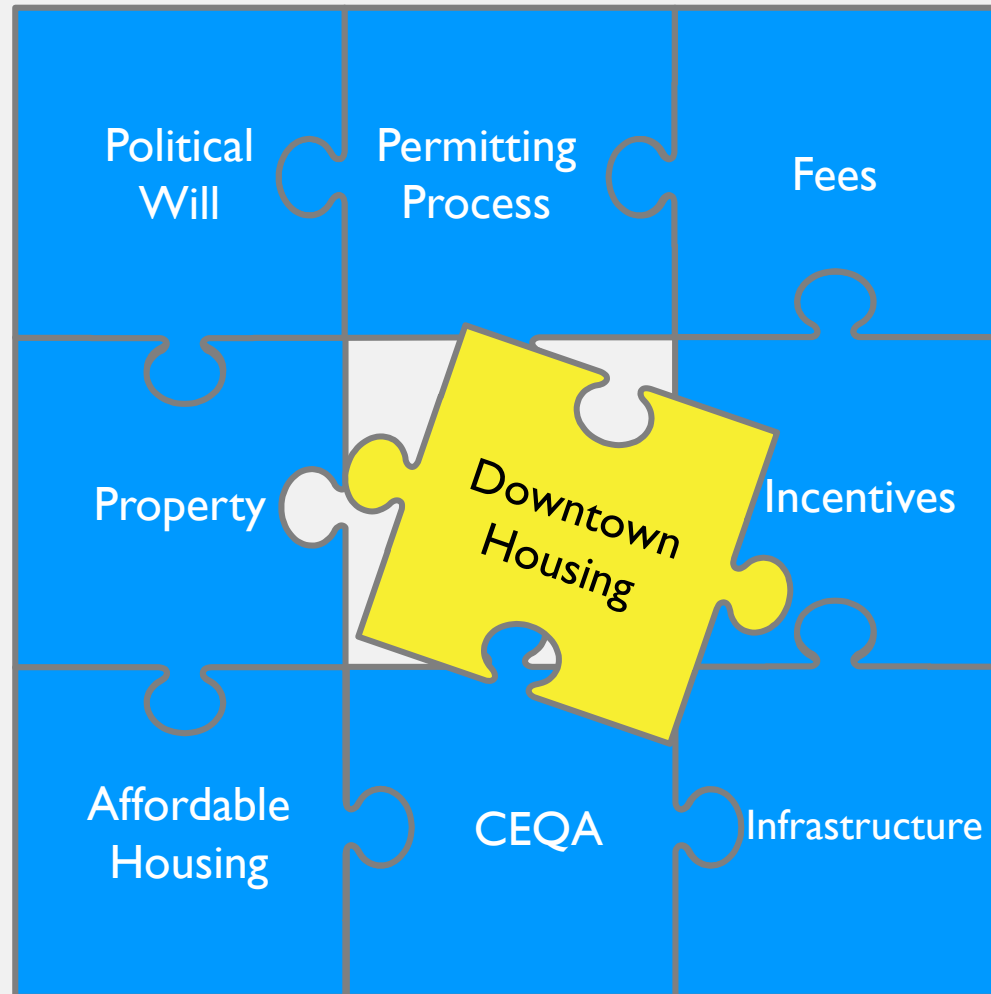 Political
Will
Permitting
Process
Fees
Property
Downtown
Housing
Incentives
Affordable
Housing
CEQA
Infrastructure